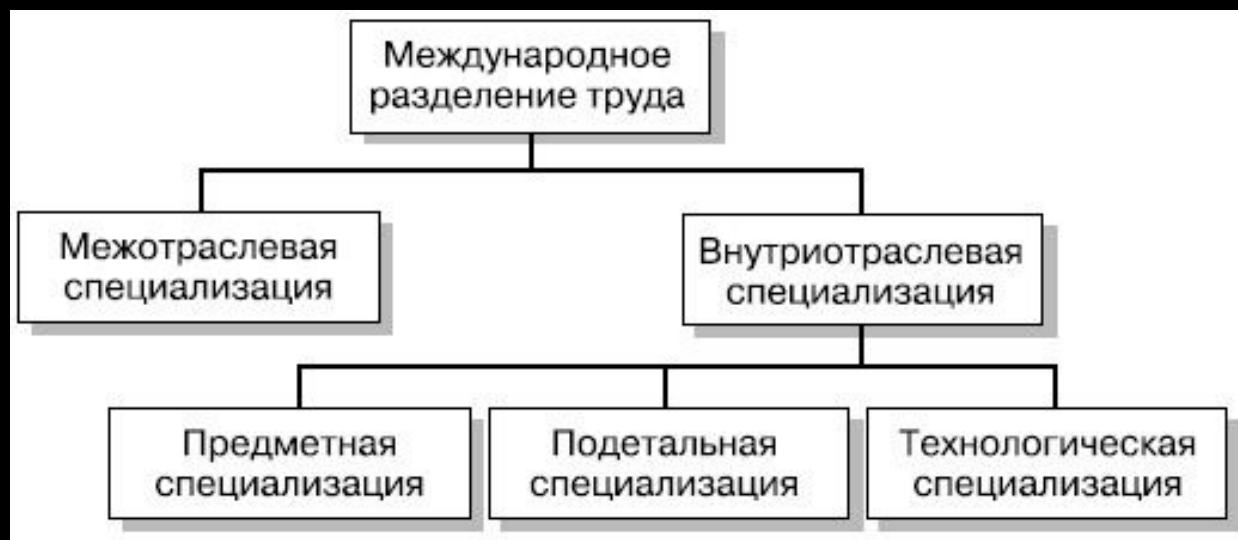 Международное
разделение труда
Межотраслевая
специализация
Внутриотраслевая
специализация
Предметная
специализация
Подетальная
специализация
Технологическая
специализация